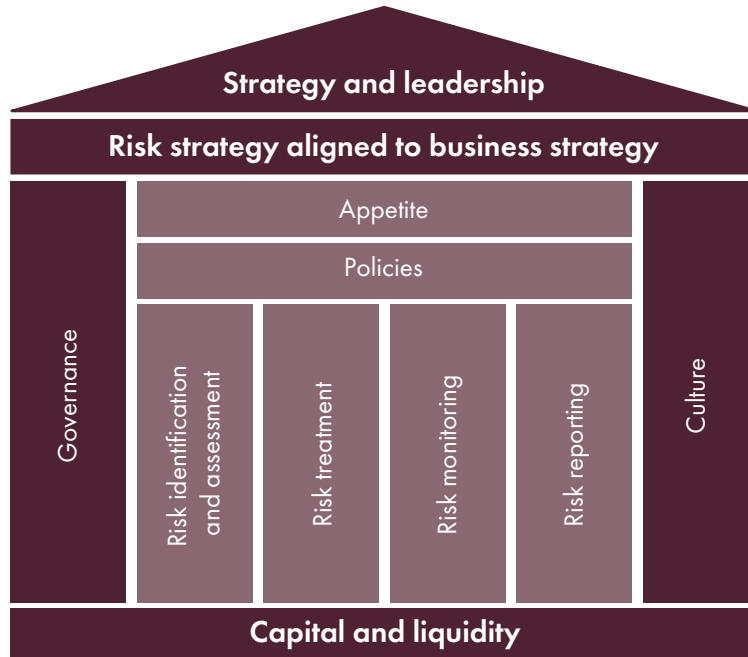 Strategy and leadership
Risk strategy aligned to business strategy
Governance
Appetite
Policies
Risk identification
and assessment
Risk treatment
Risk monitoring
Risk reporting
Culture
Capital and liquidity